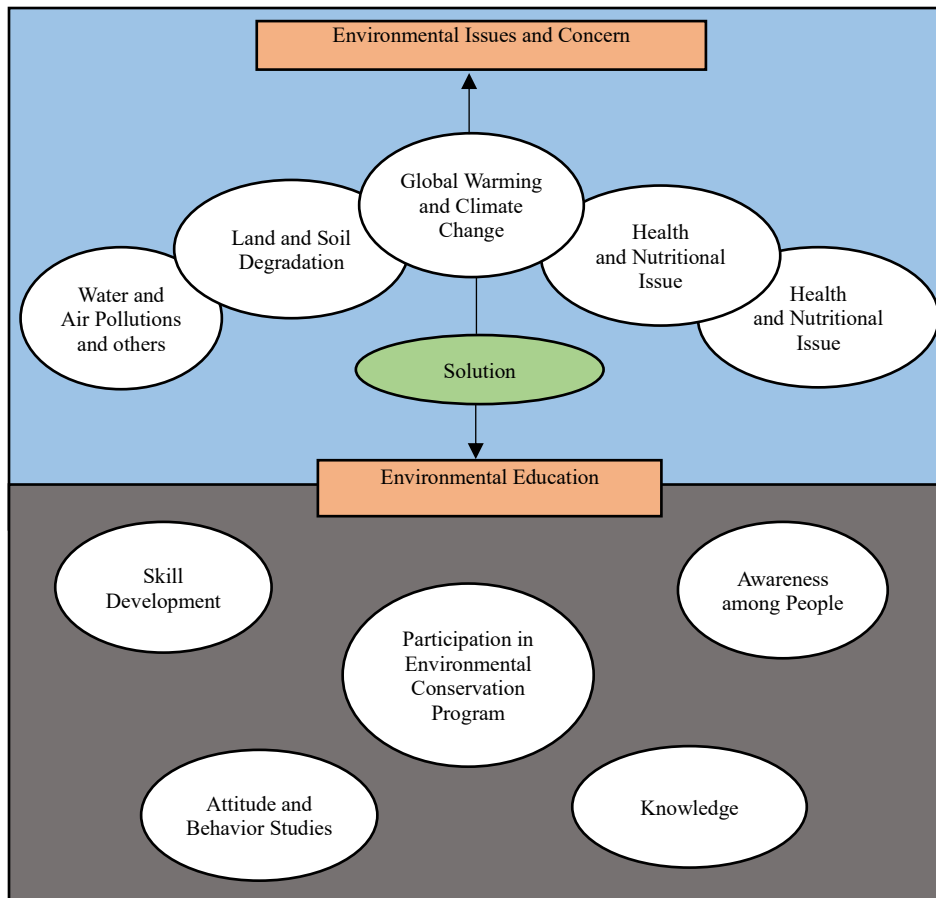 Environmental Issues and Concern
Global Warming
and Climate
Change
Land and Soil
Degradation
Health
and Nutritional
Issue
Water and
Air Pollutions
and others
Health
and Nutritional
Issue
Solution
Environmental Education
Skill
Development
Awareness
among People
Participation in
Environmental
Conservation
Program
Attitude and
Behavior Studies
Knowledge